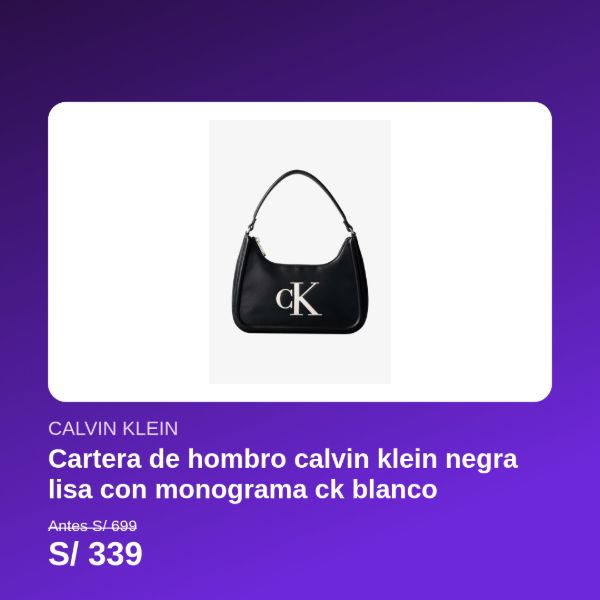 CK
CALVIN KLEIN
Cartera de hombro calvin klein negra
lisa con monograma ck blanco
Antes S/ 699
S/ 339